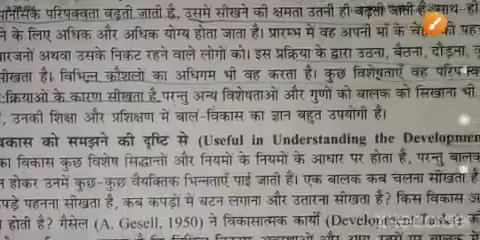 मानसिक परिपक्वता बढ़ती जाती है, उसमें सीखने की क्षमता उतनी ही बढ़ती जाती है। साथ-हो
ने के लिए अधिक और अधिक योग्य होता जाता है। प्रारम्भ में वह अपनी माँ के
अथवा उसके निकट रहने वाले लोगों को। इस प्रक्रिया के द्वारा उठना, बैठना, दौड़ना,
सीखता है। विभिन्न कौशलों का अधिगम भी वह करता है। कुछ विशेषताएँ वह
क्रियाओं के कारण सीखता है, परन्तु अन्य विशेषताओं और गुणों को बालक को सिखाना भी
, उनकी शिक्षा और प्रशिक्षण में बाल-विकास का ज्ञान बहुत उपयोगी है।
वकास को समझने की दृष्टि से (Useful in Understanding the Developmen
का विकास कुछ विशेष सिद्धान्तों और नियमों के नियमों के आधार पर होता है, परन्तु बालक
न होकर उनमें कुछ-कुछ वैयक्तिक भिन्नताएँ पाई जाती हैं। एक बालक कब चलना सीखता है
पड़े पहनना सीखता है, कब कपड़ों में बटन लगाना और उतारना सीखता है? किस विकास अ
होती है? गैसेल (A. Gesell, 1950) ने विकासात्मक कार्यों (Development